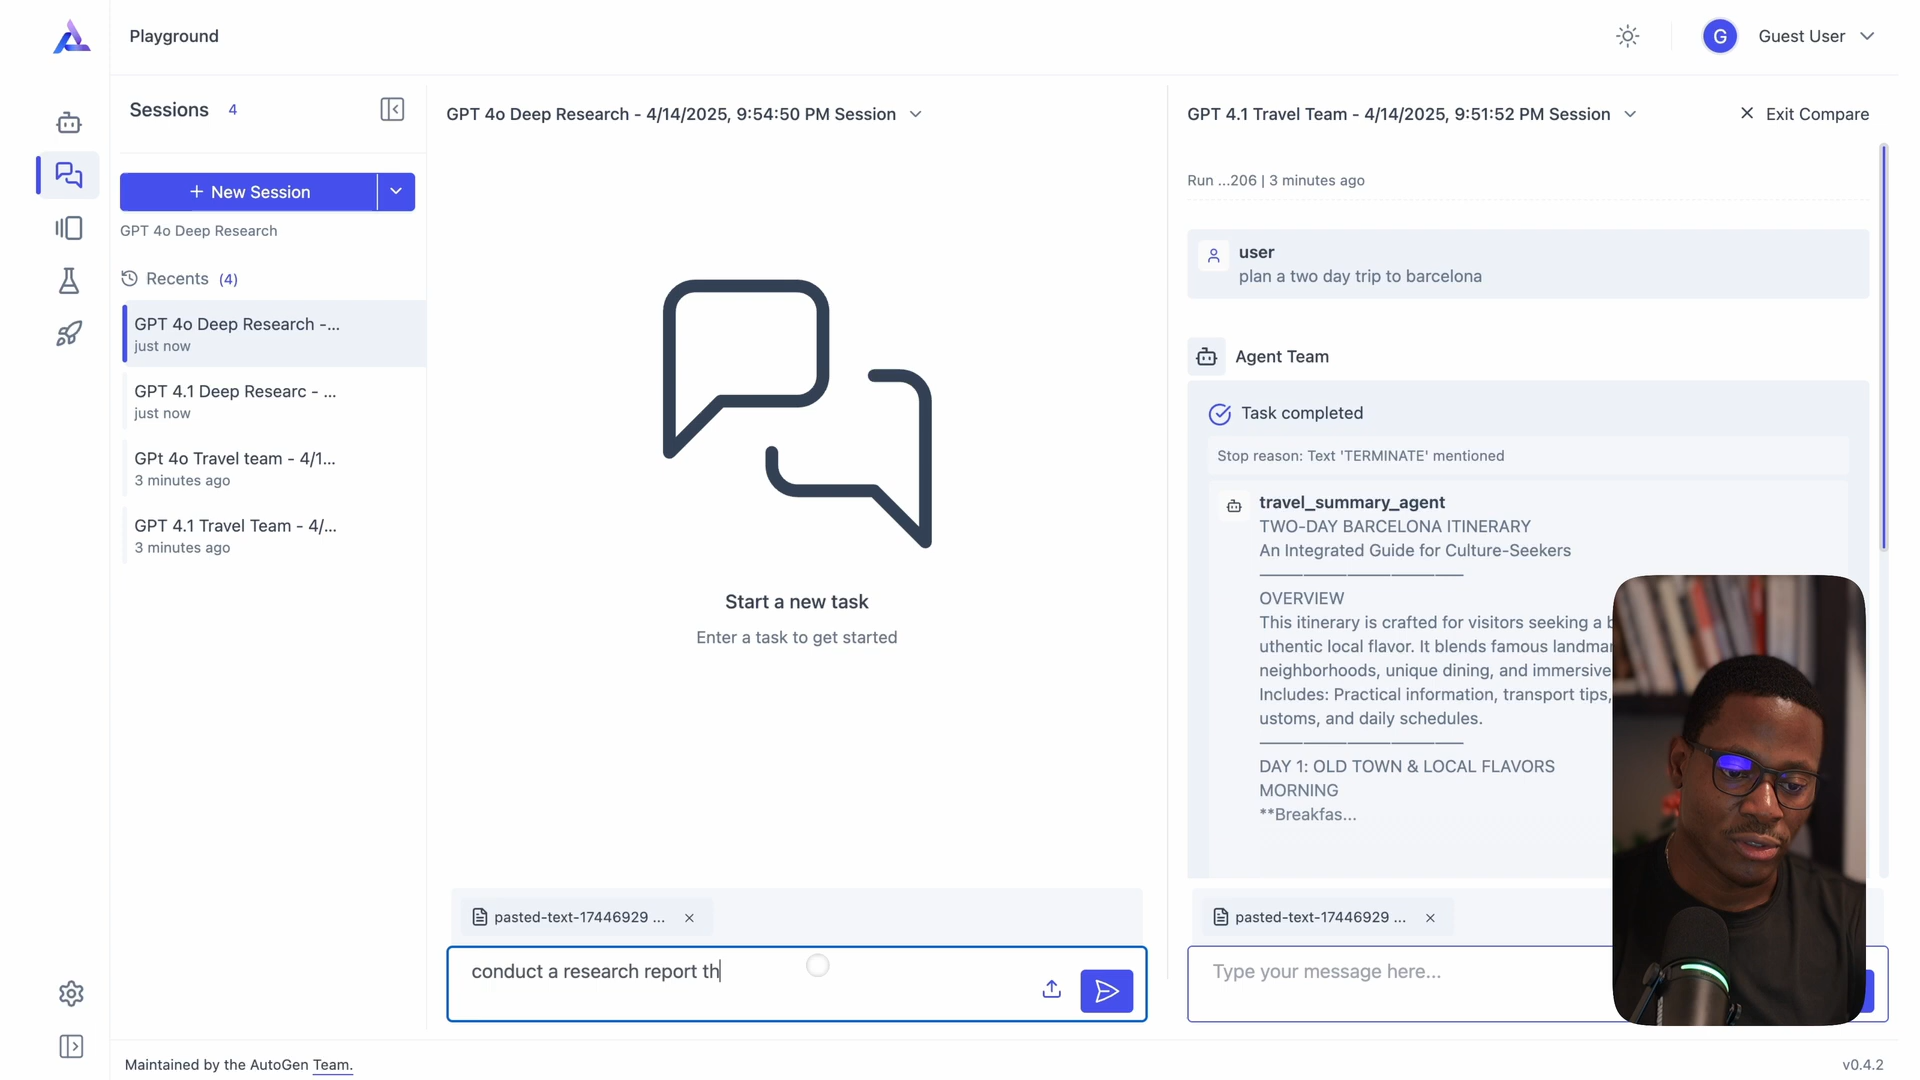 Playground
G
Guest User
Sessions 4
+ New Session
GPT 4o Deep Research
Recents (4)
GPT 4o Deep Research -...
just now
GPT 4.1 Deep Researc - ...
just now
GPt 4o Travel team - 4/1...
3 minutes ago
GPT 4.1 Travel Team - 4/...
3 minutes ago
GPT 4o Deep Research - 4/14/2025, 9:54:50 PM Session
Start a new task
Enter a task to get started
pasted-text-17446929 ...
conduct a research report th
GPT 4.1 Travel Team - 4/14/2025, 9:51:52 PM Session
Exit Compare
Run ...206 | 3 minutes ago
user
plan a two day trip to barcelona
Agent Team
Task completed
Stop reason: Text 'TERMINATE' mentioned
travel_summary_agent
TWO-DAY BARCELONA ITINERARY
An Integrated Guide for Culture-Seekers
OVERVIEW
This itinerary is crafted for visitors seeking a
uthentic local flavor. It blends famous
neighborhoods, unique dining, and immersive
Includes: Practical information, transport tips,
ustoms, and daily schedules.
DAY 1: OLD TOWN & LOCAL FLAVORS
MORNING
**Breakfas...
pasted-text-17446929 ...
Type your message here...
Maintained by the AutoGen Team.
v0.4.2